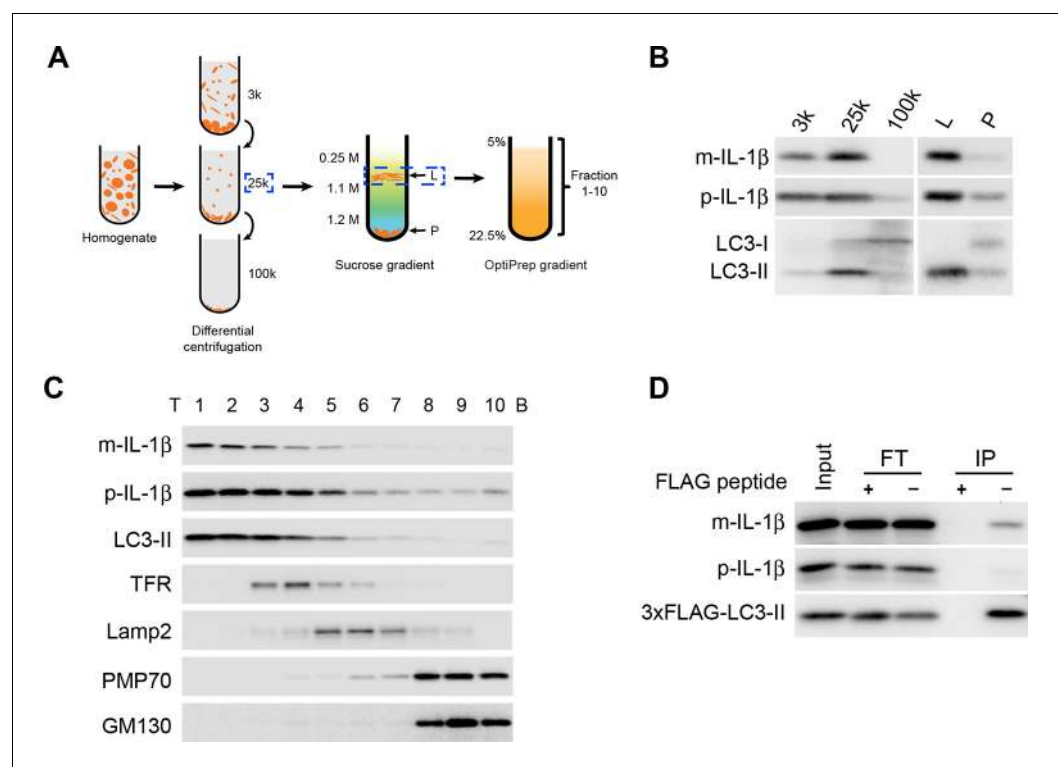 A
3k
25k
100k
Homogenate
Differential
centrifugation
0.25 M
1.1 M
1.2 M
L
P
Sucrose gradient
5%
22.5%
Fraction
1-10
OptiPrep gradient
B
3k 25k 100k L P
m-IL-1β
p-IL-1β
LC3-I
LC3-II
C
T 1 2 3 4 5 6 7 8 9 10 B
m-IL-1β
p-IL-1β
LC3-II
TFR
Lamp2
PMP70
GM130
D
Input FT IP
FLAG peptide + − + −
m-IL-1β
p-IL-1β
3xFLAG-LC3-II